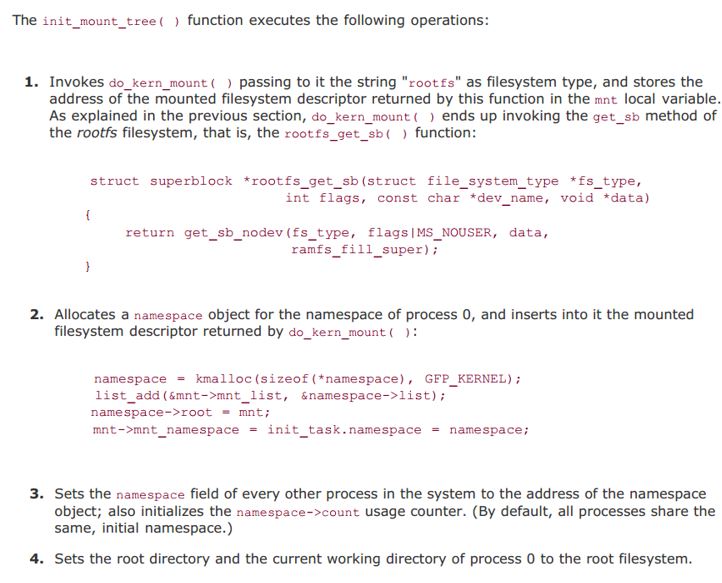 The init_mount_tree( ) function executes the following operations:
1. Invokes do_kern_mount( ) passing to it the string "rootfs" as filesystem type, and stores the
address of the mounted filesystem descriptor returned by this function in the mnt local variable.
As explained in the previous section, do_kern_mount( ) ends up invoking the get_sb method of
the rootfs filesystem, that is, the rootfs_get_sb( ) function:
struct superblock *rootfs_get_sb(struct file_system_type *fs_type,
int flags, const char *dev_name, void *data)
{
return get_sb_nodev(fs_type, flags|MS_NOUSER, data,
ramfs_fill_super);
}
2. Allocates a namespace object for the namespace of process 0, and inserts into it the mounted
filesystem descriptor returned by do_kern_mount( ):
namespace = kmalloc(sizeof(*namespace), GFP_KERNEL);
list_add(&mnt->mnt_list, &namespace->list);
namespace->root = mnt;
mnt->mnt_namespace = init_task.namespace = namespace;
3. Sets the namespace field of every other process in the system to the address of the namespace
object; also initializes the namespace->count usage counter. (By default, all processes share the
same, initial namespace.)
4. Sets the root directory and the current working directory of process 0 to the root filesystem.